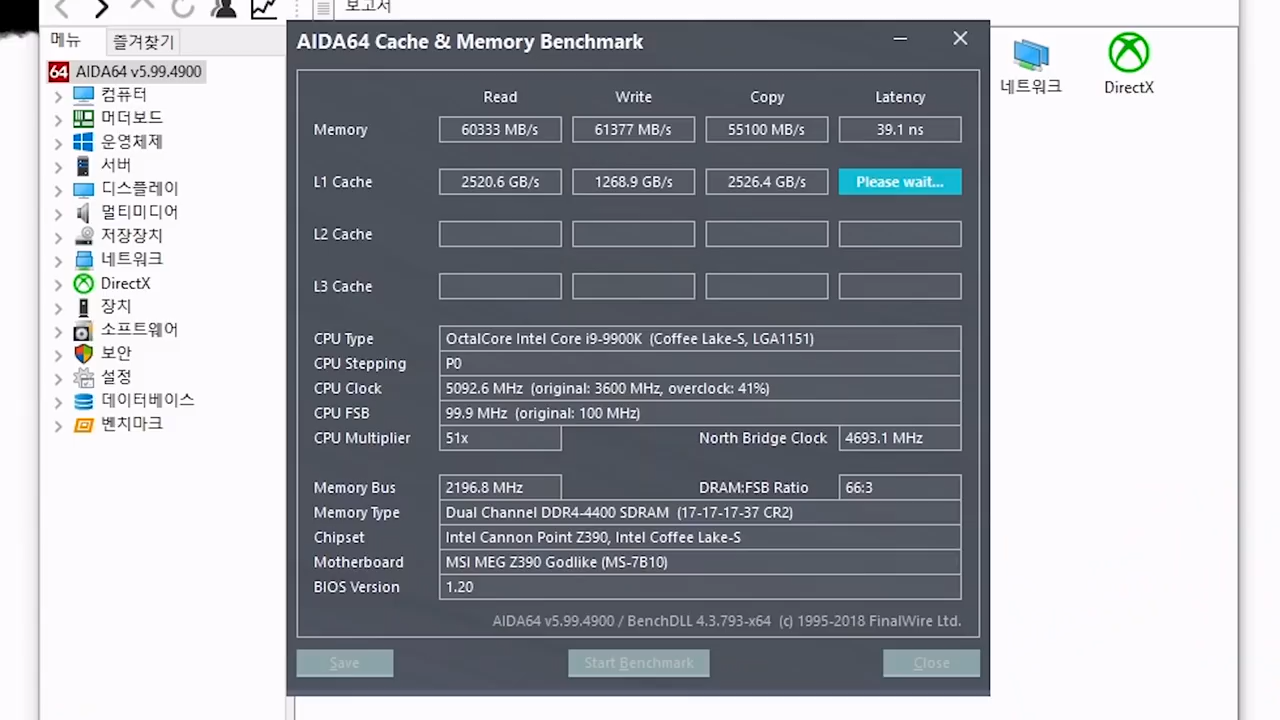 보고서
메뉴
즐겨찾기
64 AIDA64 v5.99.4900
컴퓨터
머더보드
운영체제
서버
디스플레이
멀티미디어
저장장치
네트워크
DirectX
장치
소프트웨어
보안
설정
데이터베이스
벤치마크
AIDA64 Cache & Memory Benchmark
Read Write Copy Latency
Memory 60333 MB/s 61377 MB/s 55100 MB/s 39.1 ns
L1 Cache 2520.6 GB/s 1268.9 GB/s 2526.4 GB/s Please wait...
L2 Cache
L3 Cache
CPU Type OctalCore Intel Core i9-9900K (Coffee Lake-S, LGA1151)
CPU Stepping P0
CPU Clock 5092.6 MHz (original: 3600 MHz, overclock: 41%)
CPU FSB 99.9 MHz (original: 100 MHz)
CPU Multiplier 51x North Bridge Clock 4693.1 MHz
Memory Bus 2196.8 MHz DRAM:FSB Ratio 66:3
Memory Type Dual Channel DDR4-4400 SDRAM (17-17-17-37 CR2)
Chipset Intel Cannon Point Z390, Intel Coffee Lake-S
Motherboard MSI MEG Z390 Godlike (MS-7B10)
BIOS Version 1.20
AIDA64 v5.99.4900 / BenchDLL 4.3.793-x64 (c) 1995-2018 FinalWire Ltd.
Save Start Benchmark Close
네트워크 DirectX